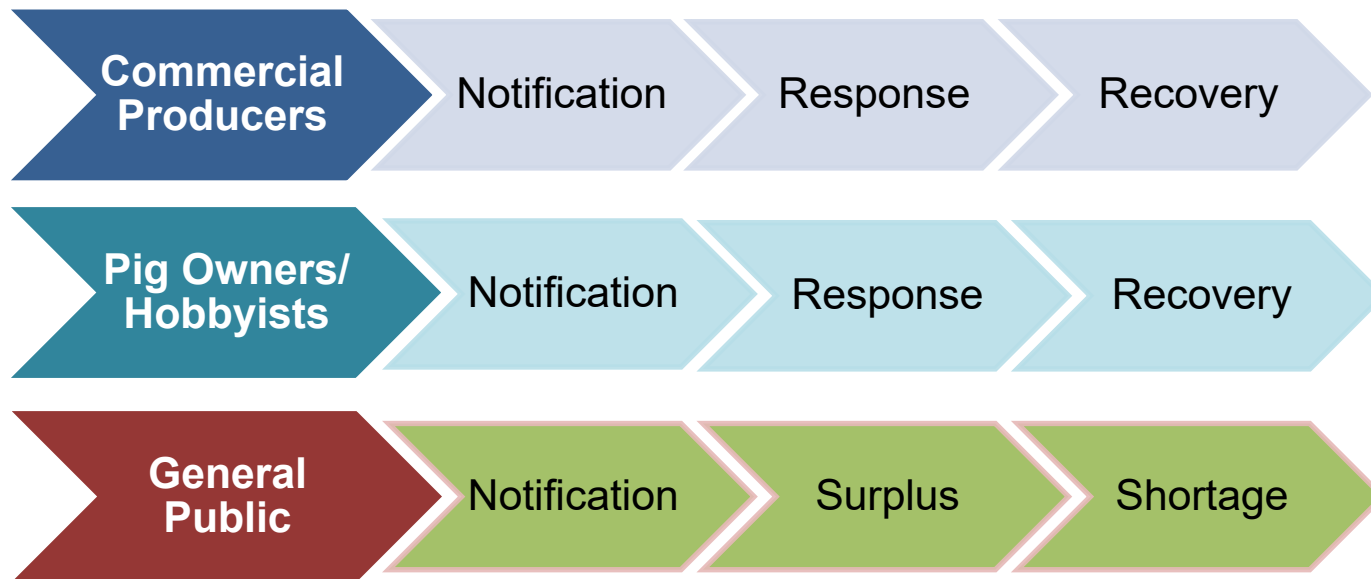 Commercial
Producers
Notification
Response
Recovery
Pig Owners/
Hobbyists
Notification
Response
Recovery
General
Public
Notification
Surplus
Shortage